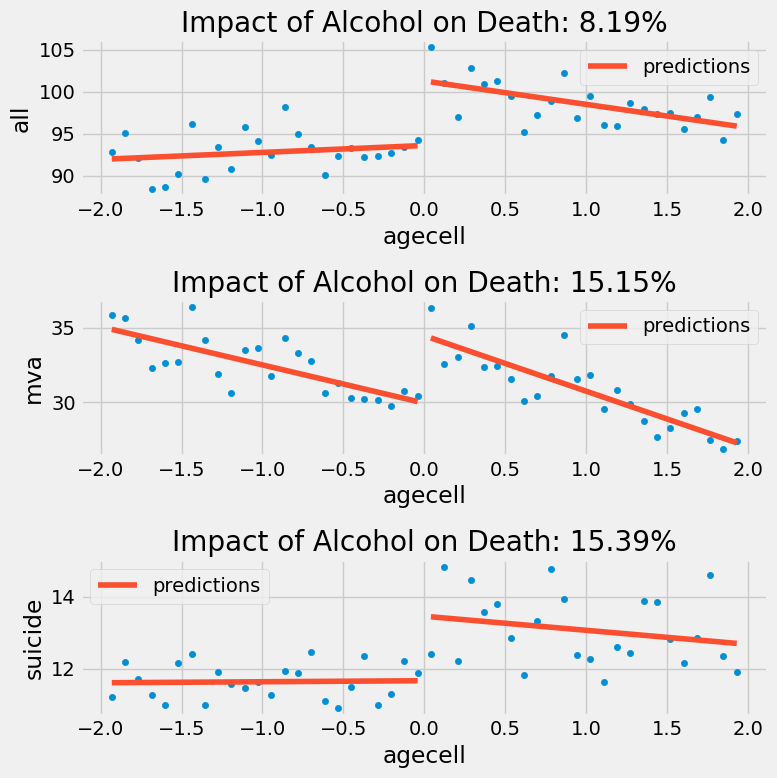 Impact of Alcohol on Death: 8.19%
105
100
95
90
all
predictions
−2.0 −1.5 −1.0 −0.5 0.0 0.5 1.0 1.5 2.0
agecell
Impact of Alcohol on Death: 15.15%
35
30
mva
predictions
−2.0 −1.5 −1.0 −0.5 0.0 0.5 1.0 1.5 2.0
agecell
Impact of Alcohol on Death: 15.39%
14
12
suicide
predictions
−2.0 −1.5 −1.0 −0.5 0.0 0.5 1.0 1.5 2.0
agecell